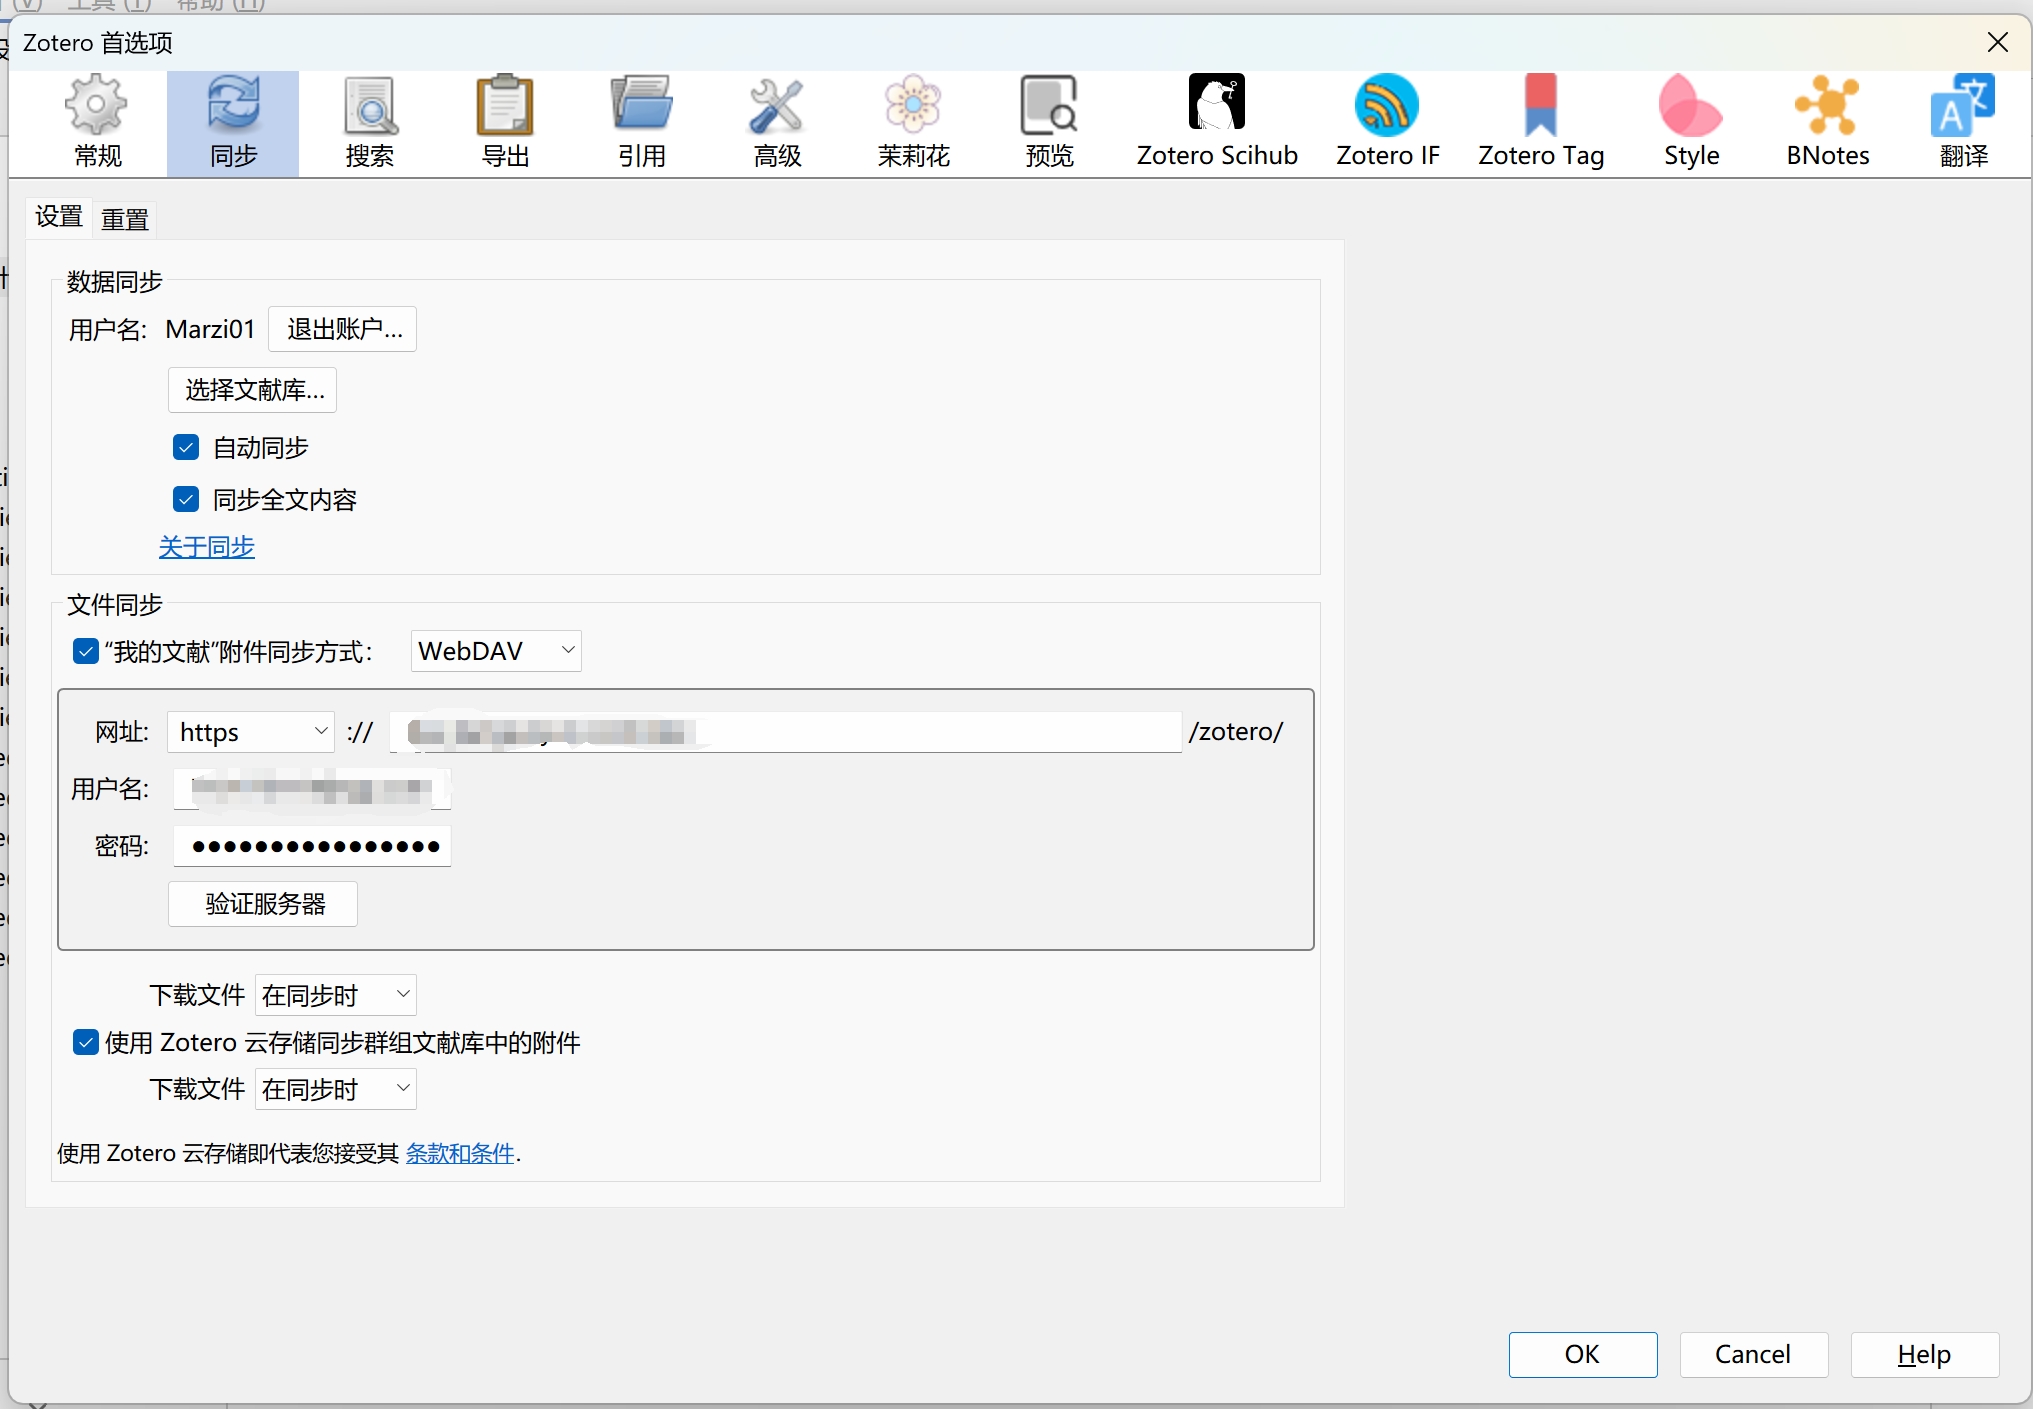 工具 (T) 帮助 (H)
Zotero 首选项
常规 同步 搜索 导出 引用 高级 茉莉花 预览 Zotero Scihub Zotero IF Zotero Tag Style BNotes 翻译
设置 重置
数据同步
用户名: Marzi01 退出账户...
选择文献库...
自动同步
同步全文内容
关于同步
文件同步
“我的文献”附件同步方式: WebDAV
网址: https :// /zotero/
用户名:
密码: ●●●●●●●●●●●●●●●●
验证服务器
下载文件 在同步时
使用 Zotero 云存储同步群组文献库中的附件
下载文件 在同步时
使用 Zotero 云存储即代表您接受其 条款和条件.
OK Cancel Help